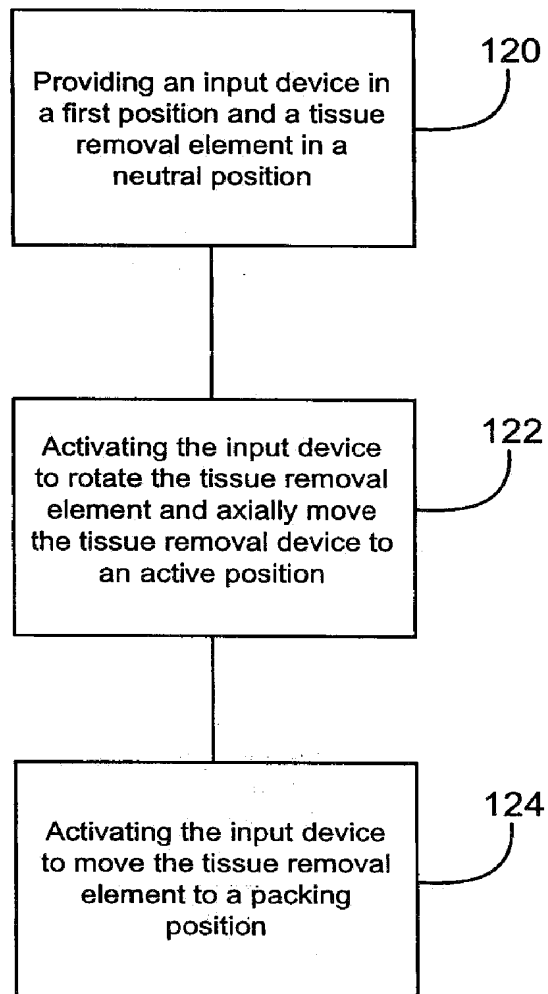 Providing an input device in
a first position and a tissue
removal element in a
neutral position
120
Activating the input device
to rotate the tissue removal
element and axially move
the tissue removal device to
an active position
122
Activating the input device
to move the tissue removal
element to a packing
position
124